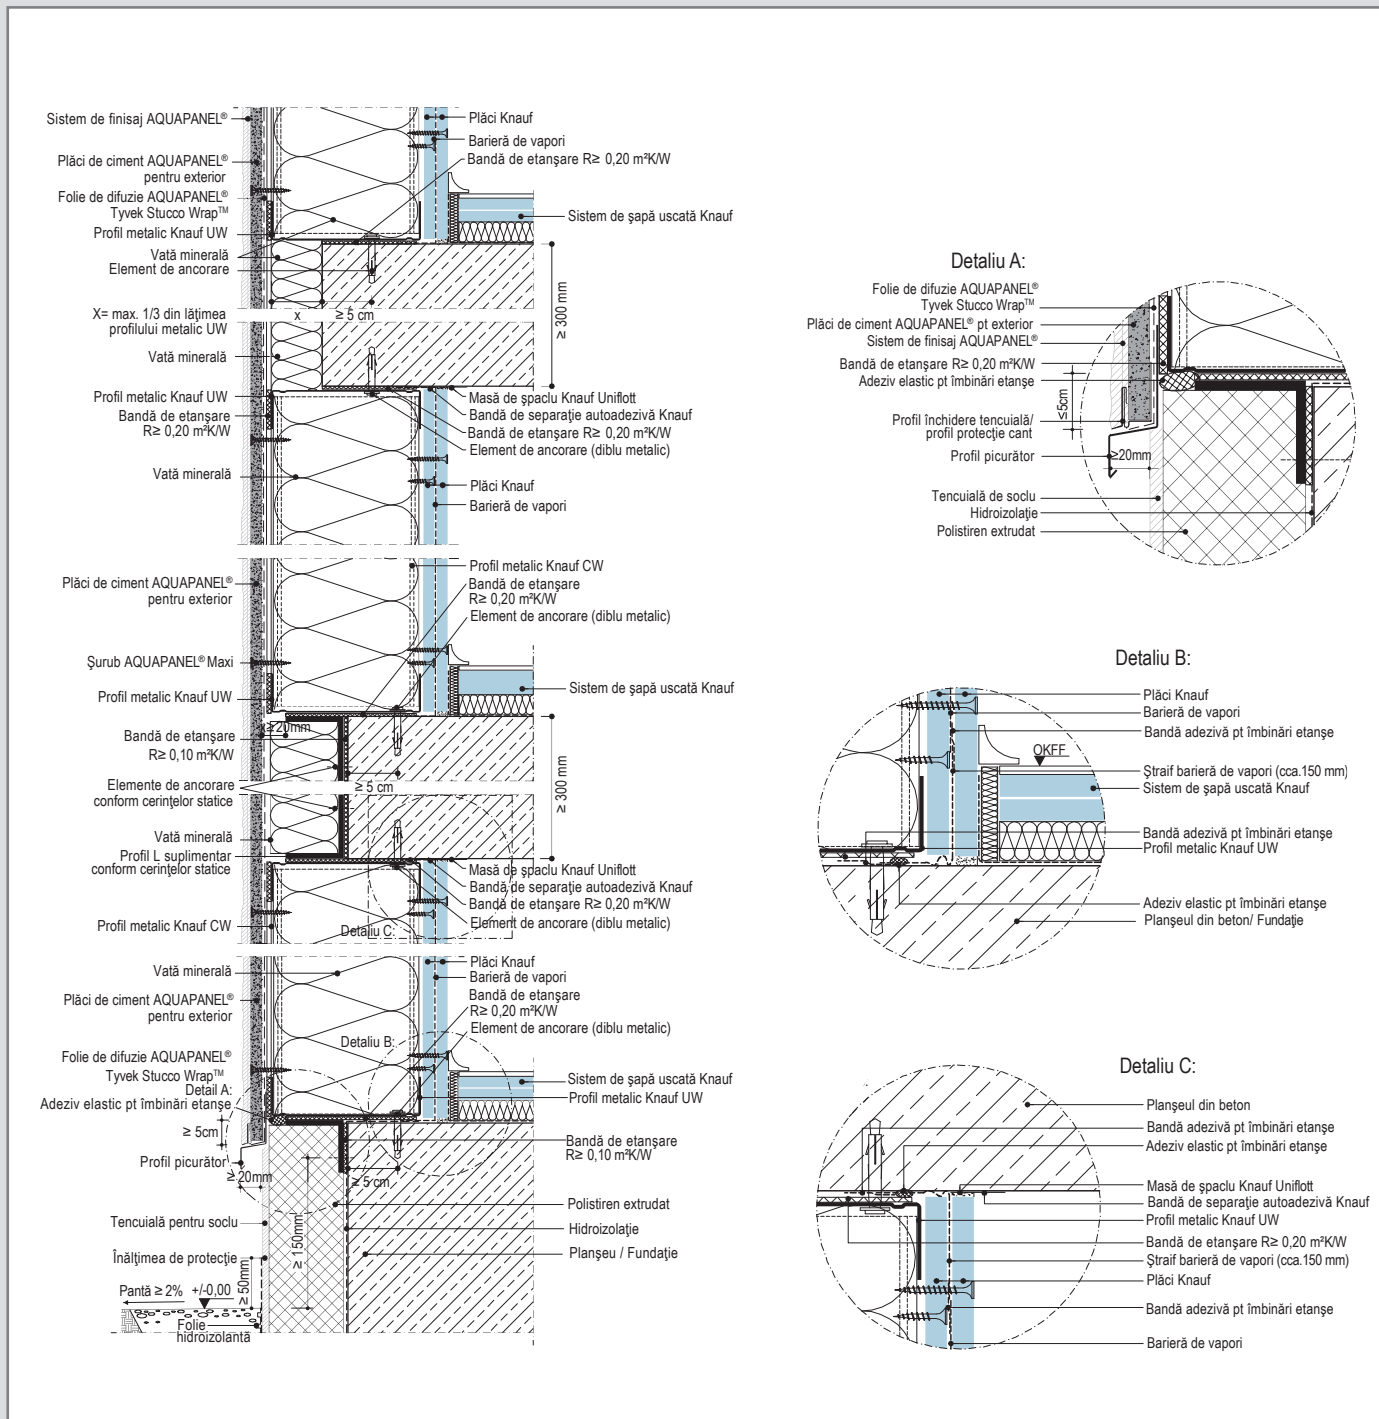 Sistem de finisaj AQUAPANEL®
Plăci de ciment AQUAPANEL®
pentru exterior
Folie de difuzie AQUAPANEL®
Tyvek Stucco Wrap™
Profil metalic Knauf UW
Vată minerală
Element de ancorare
X= max. 1/3 din lăţimea
profilului metalic UW
Vată minerală
Profil metalic Knauf UW
Bandă de etanşare
R≥ 0,20 m²K/W
Vată minerală
Plăci de ciment AQUAPANEL®
pentru exterior
Şurub AQUAPANEL® Maxi
Profil metalic Knauf UW
Bandă de etanşare
R≥ 0,10 m²K/W
Elemente de ancorare
conform cerinţelor statice
Vată minerală
Profil L suplimentar
conform cerinţelor statice
Profil metalic Knauf CW
Vată minerală
Plăci de ciment AQUAPANEL®
pentru exterior
Folie de difuzie AQUAPANEL®
Tyvek Stucco Wrap™
Detail A:
Adeziv elastic pt îmbinări etanşe
≥ 5cm
Profil picurător
≥ 20mm
Tencuială pentru soclu
Înălţimea de protecţie
Pantă ≥ 2% +/-0,00
Folie
hidroizolantă
x
≥ 5 cm
≥ 300 mm
≥20mm
≥ 5 cm
≥ 300 mm
Detaliu C:
Detaliu B:
≥ 5 cm
≥ 150mm
≥ 50mm
Plăci Knauf
Barieră de vapori
Bandă de etanşare R≥ 0,20 m²K/W
Sistem de şapă uscată Knauf
Masă de şpaclu Knauf Uniflott
Bandă de separaţie autoadezivă Knauf
Bandă de etanşare R≥ 0,20 m²K/W
Element de ancorare (diblu metalic)
Plăci Knauf
Barieră de vapori
Profil metalic Knauf CW
Bandă de etanşare
R≥ 0,20 m²K/W
Element de ancorare (diblu metalic)
Sistem de şapă uscată Knauf
Masă de şpaclu Knauf Uniflott
Bandă de separaţie autoadezivă Knauf
Bandă de etanşare R≥ 0,20 m²K/W
Element de ancorare (diblu metalic)
Plăci Knauf
Barieră de vapori
Bandă de etanşare
R≥ 0,20 m²K/W
Element de ancorare (diblu metalic)
Sistem de şapă uscată Knauf
Profil metalic Knauf UW
Bandă de etanşare
R≥ 0,10 m²K/W
Polistiren extrudat
Hidroizolaţie
Planşeu / Fundaţie
Detaliu A:
Folie de difuzie AQUAPANEL®
Tyvek Stucco Wrap™
Plăci de ciment AQUAPANEL® pt exterior
Sistem de finisaj AQUAPANEL®
Bandă de etanşare R≥ 0,20 m²K/W
Adeziv elastic pt îmbinări etanşe
≤5cm
Profil închidere tencuială/
profil protecţie cant
Profil picurător
≥20mm
Tencuială de soclu
Hidroizolaţie
Polistiren extrudat
Detaliu B:
Plăci Knauf
Barieră de vapori
Bandă adezivă pt îmbinări etanşe
OKFF
Ştraif barieră de vapori (cca.150 mm)
Sistem de şapă uscată Knauf
Bandă adezivă pt îmbinări etanşe
Profil metalic Knauf UW
Adeziv elastic pt îmbinări etanşe
Planşeul din beton/ Fundaţie
Detaliu C:
Planşeul din beton
Bandă adezivă pt îmbinări etanşe
Adeziv elastic pt îmbinări etanşe
Masă de şpaclu Knauf Uniflott
Bandă de separaţie autoadezivă Knauf
Profil metalic Knauf UW
Bandă de etanşare R≥ 0,20 m²K/W
Ştraif barieră de vapori (cca.150 mm)
Plăci Knauf
Bandă adezivă pt îmbinări etanşe
Barieră de vapori